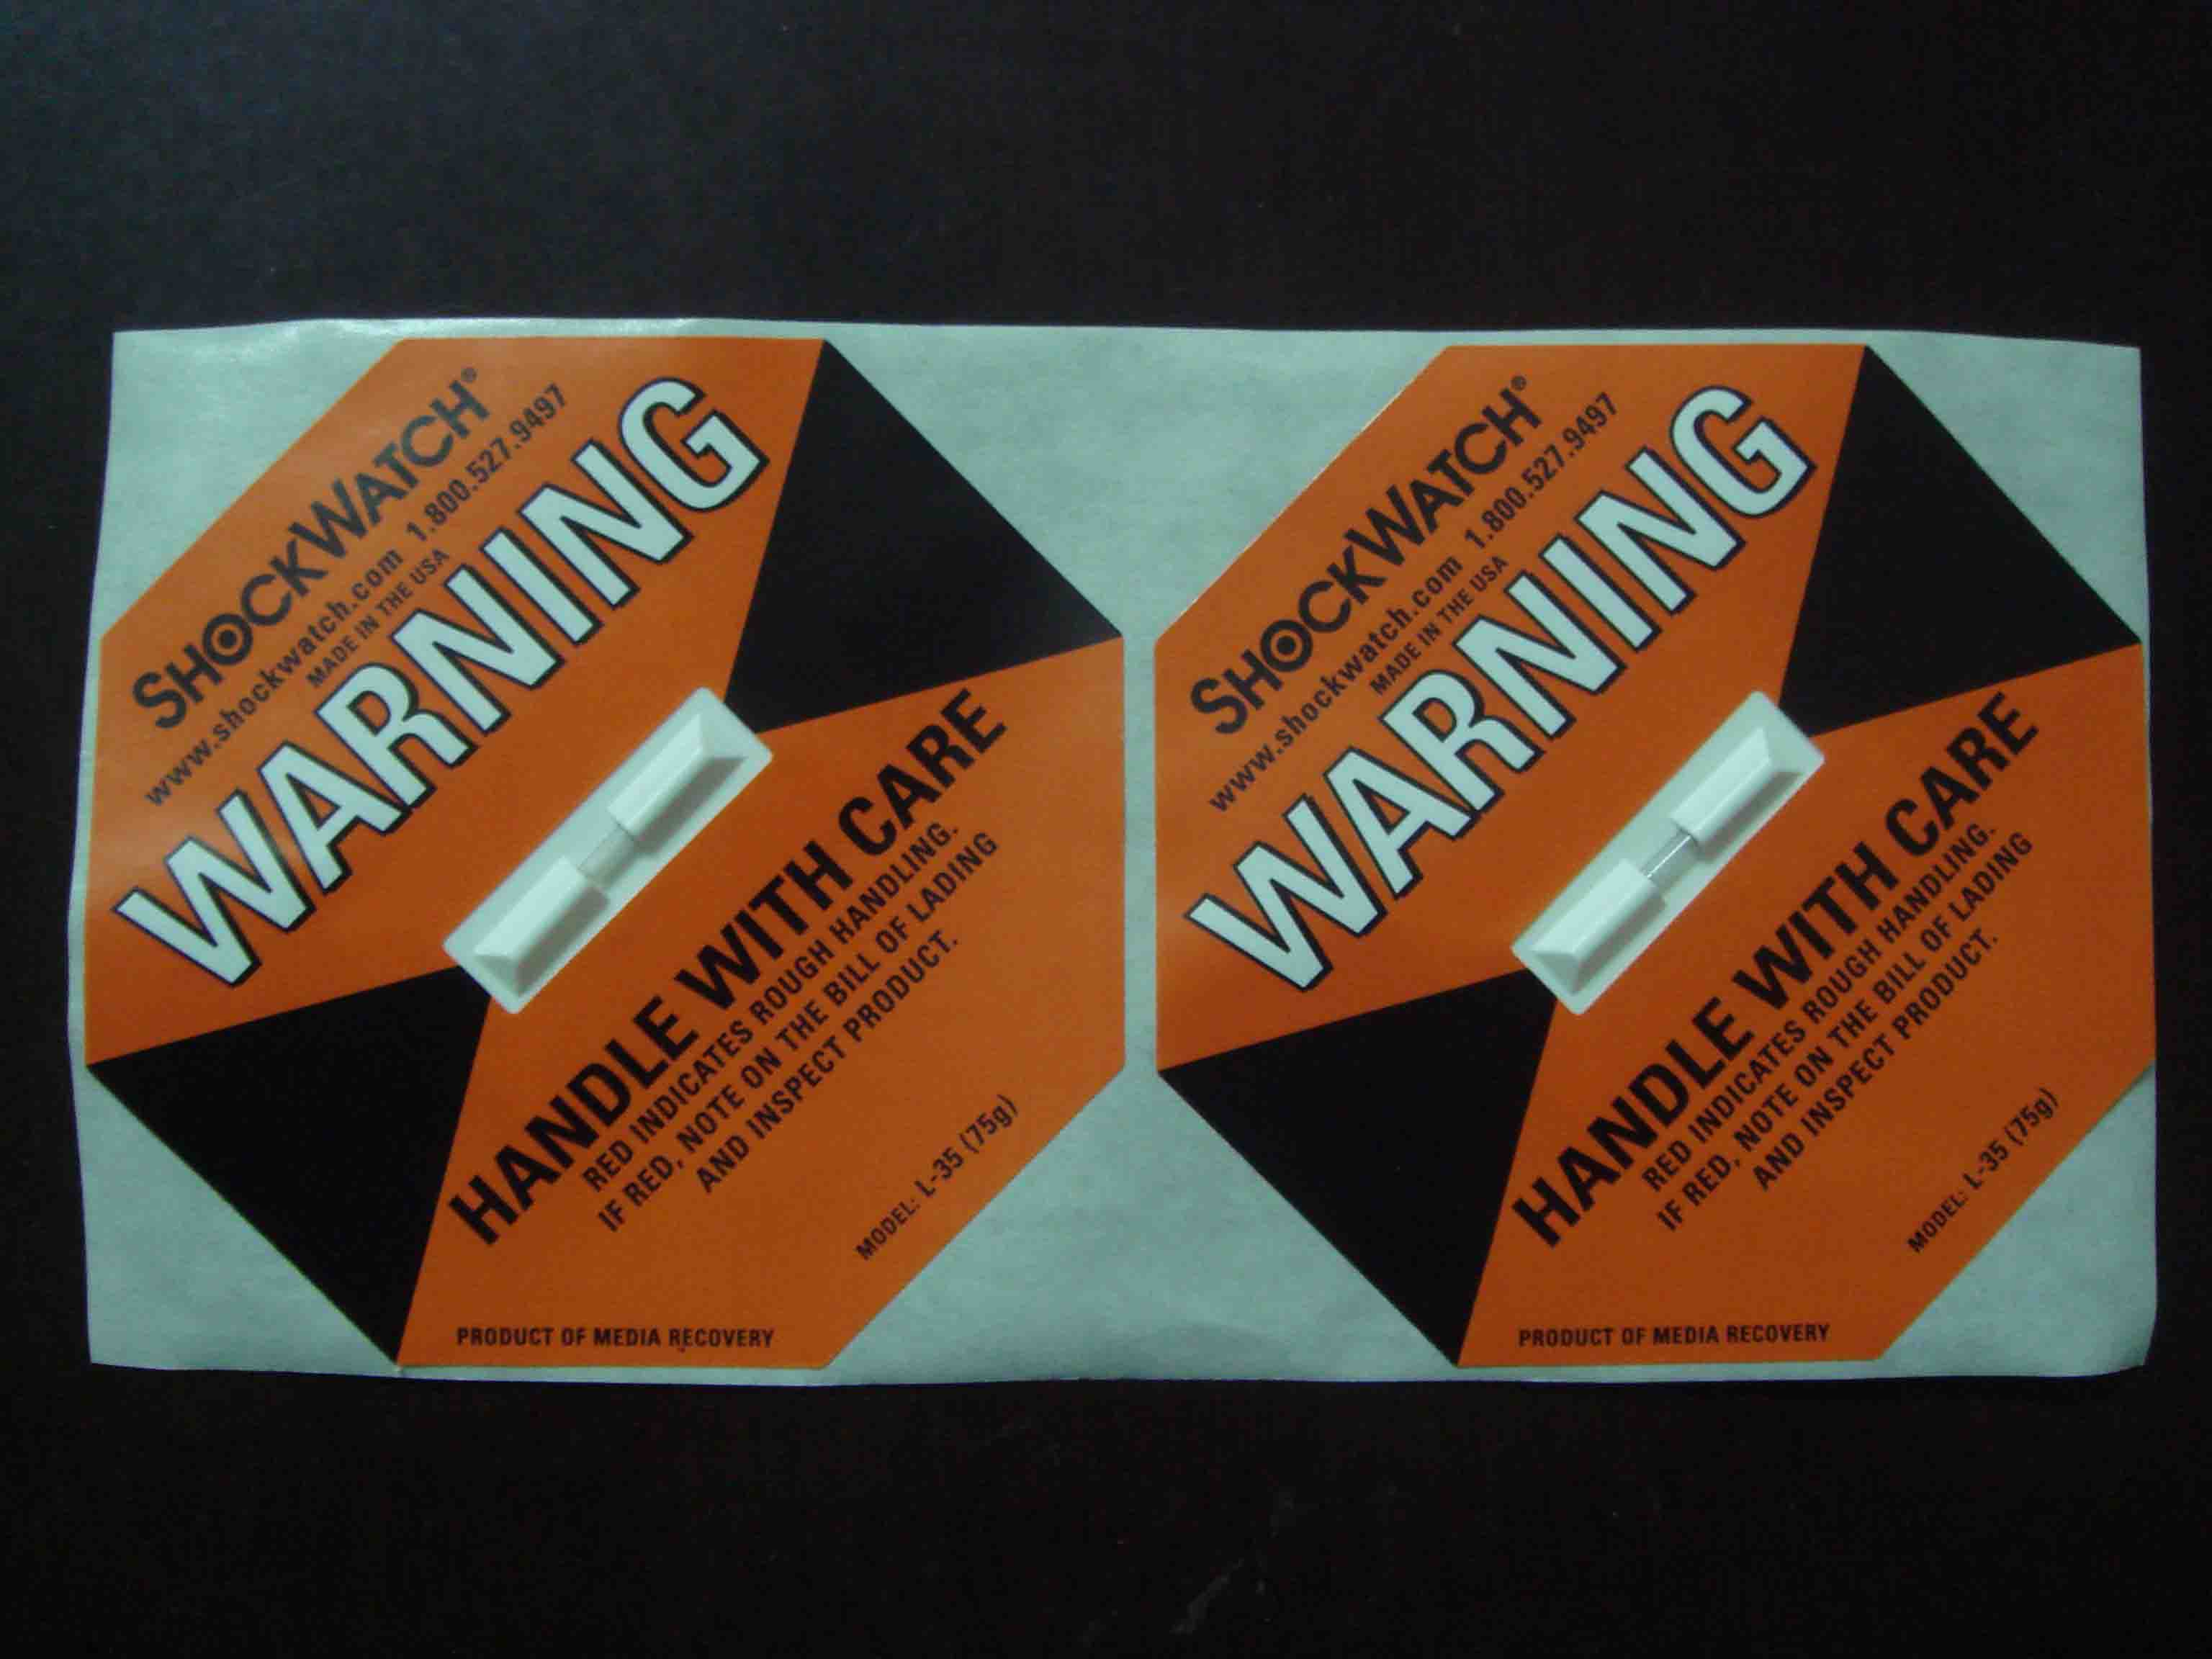 SHOCKWATCH®
www.shockwatch.com 1.800.527.9497
MADE IN THE USA
WARNING
HANDLE WITH CARE
RED INDICATES ROUGH HANDLING.
IF RED, NOTE ON THE BILL OF LADING
AND INSPECT PRODUCT.
MODEL: L-35 (75g)
PRODUCT OF MEDIA RECOVERY
SHOCKWATCH®
www.shockwatch.com 1.800.527.9497
MADE IN THE USA
WARNING
HANDLE WITH CARE
RED INDICATES ROUGH HANDLING.
IF RED, NOTE ON THE BILL OF LADING
AND INSPECT PRODUCT.
MODEL: L-35 (75g)
PRODUCT OF MEDIA RECOVERY